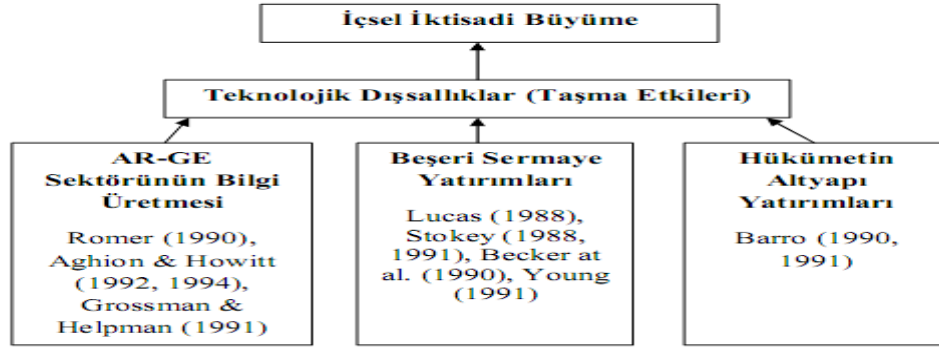 İçsel İktisadi Büyüme
Teknolojik Dışsallıklar (Taşma Etkileri)
AR-GE
Sektörünün Bilgi
Üretmesi
Romer (1990),
Aghion & Howitt
(1992, 1994),
Grossman &
Helpman (1991)
Beşeri Sermaye
Yatırımları
Lucas (1988),
Stokey (1988,
1991), Becker at
al. (1990), Young
(1991)
Hükümetin
Altyapı
Yatırımları
Barro (1990,
1991)